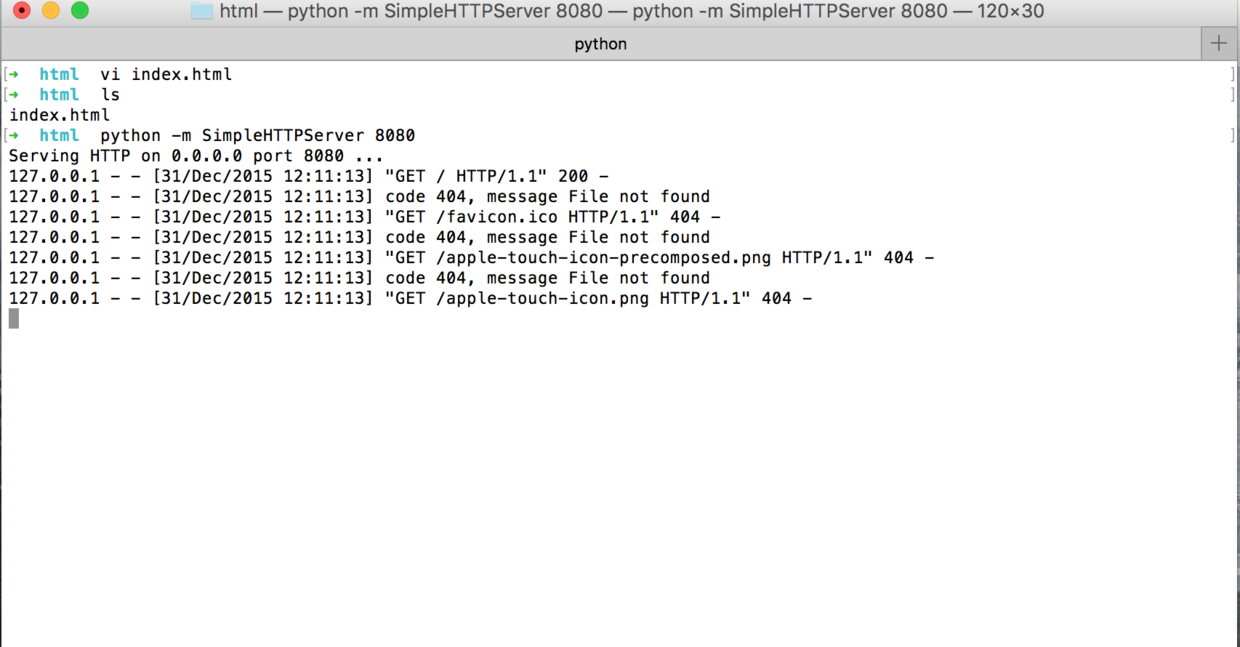 html — python -m SimpleHTTPServer 8080 — python -m SimpleHTTPServer 8080 — 120×30
python +
[➜ html vi index.html ]
[➜ html ls ]
index.html
[➜ html python -m SimpleHTTPServer 8080 ]
Serving HTTP on 0.0.0.0 port 8080 ...
127.0.0.1 - - [31/Dec/2015 12:11:13] "GET / HTTP/1.1" 200 -
127.0.0.1 - - [31/Dec/2015 12:11:13] code 404, message File not found
127.0.0.1 - - [31/Dec/2015 12:11:13] "GET /favicon.ico HTTP/1.1" 404 -
127.0.0.1 - - [31/Dec/2015 12:11:13] code 404, message File not found
127.0.0.1 - - [31/Dec/2015 12:11:13] "GET /apple-touch-icon-precomposed.png HTTP/1.1" 404 -
127.0.0.1 - - [31/Dec/2015 12:11:13] code 404, message File not found
127.0.0.1 - - [31/Dec/2015 12:11:13] "GET /apple-touch-icon.png HTTP/1.1" 404 -